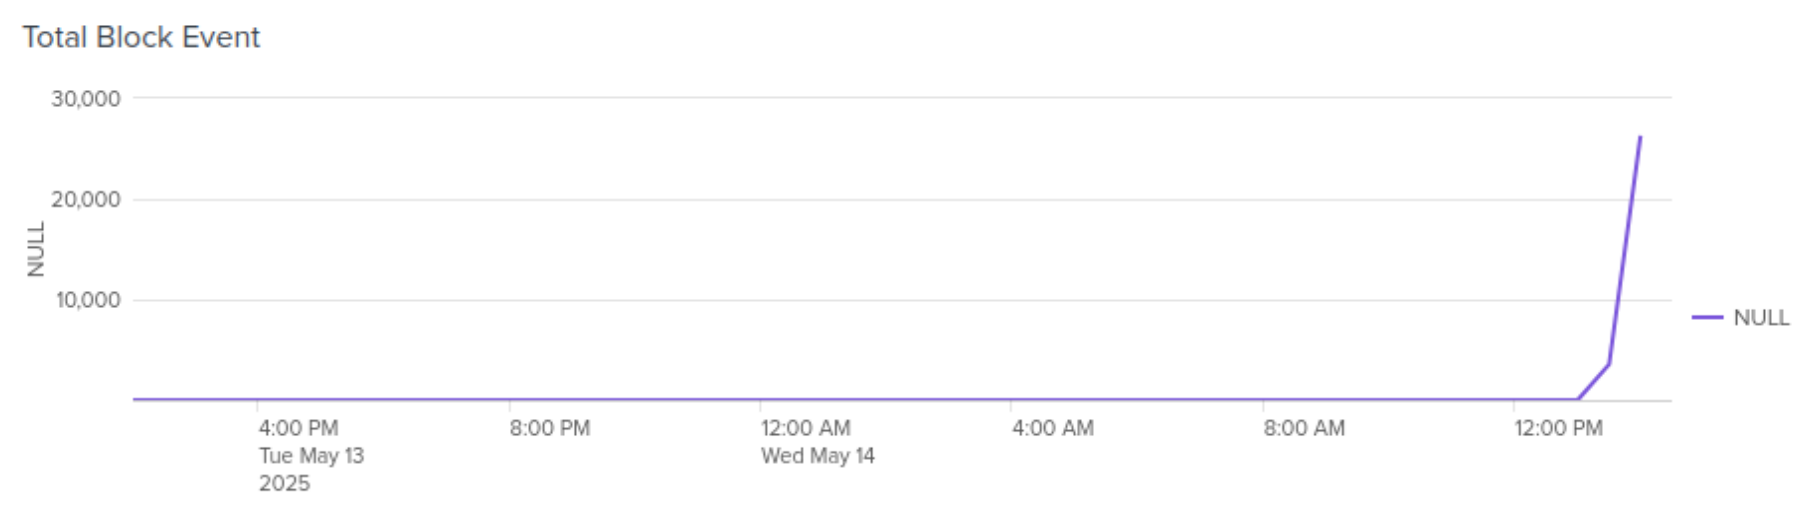 Total Block Event
30,000
20,000
10,000
NULL
NULL
4:00 PM
Tue May 13
2025
8:00 PM
12:00 AM
Wed May 14
4:00 AM
8:00 AM
12:00 PM